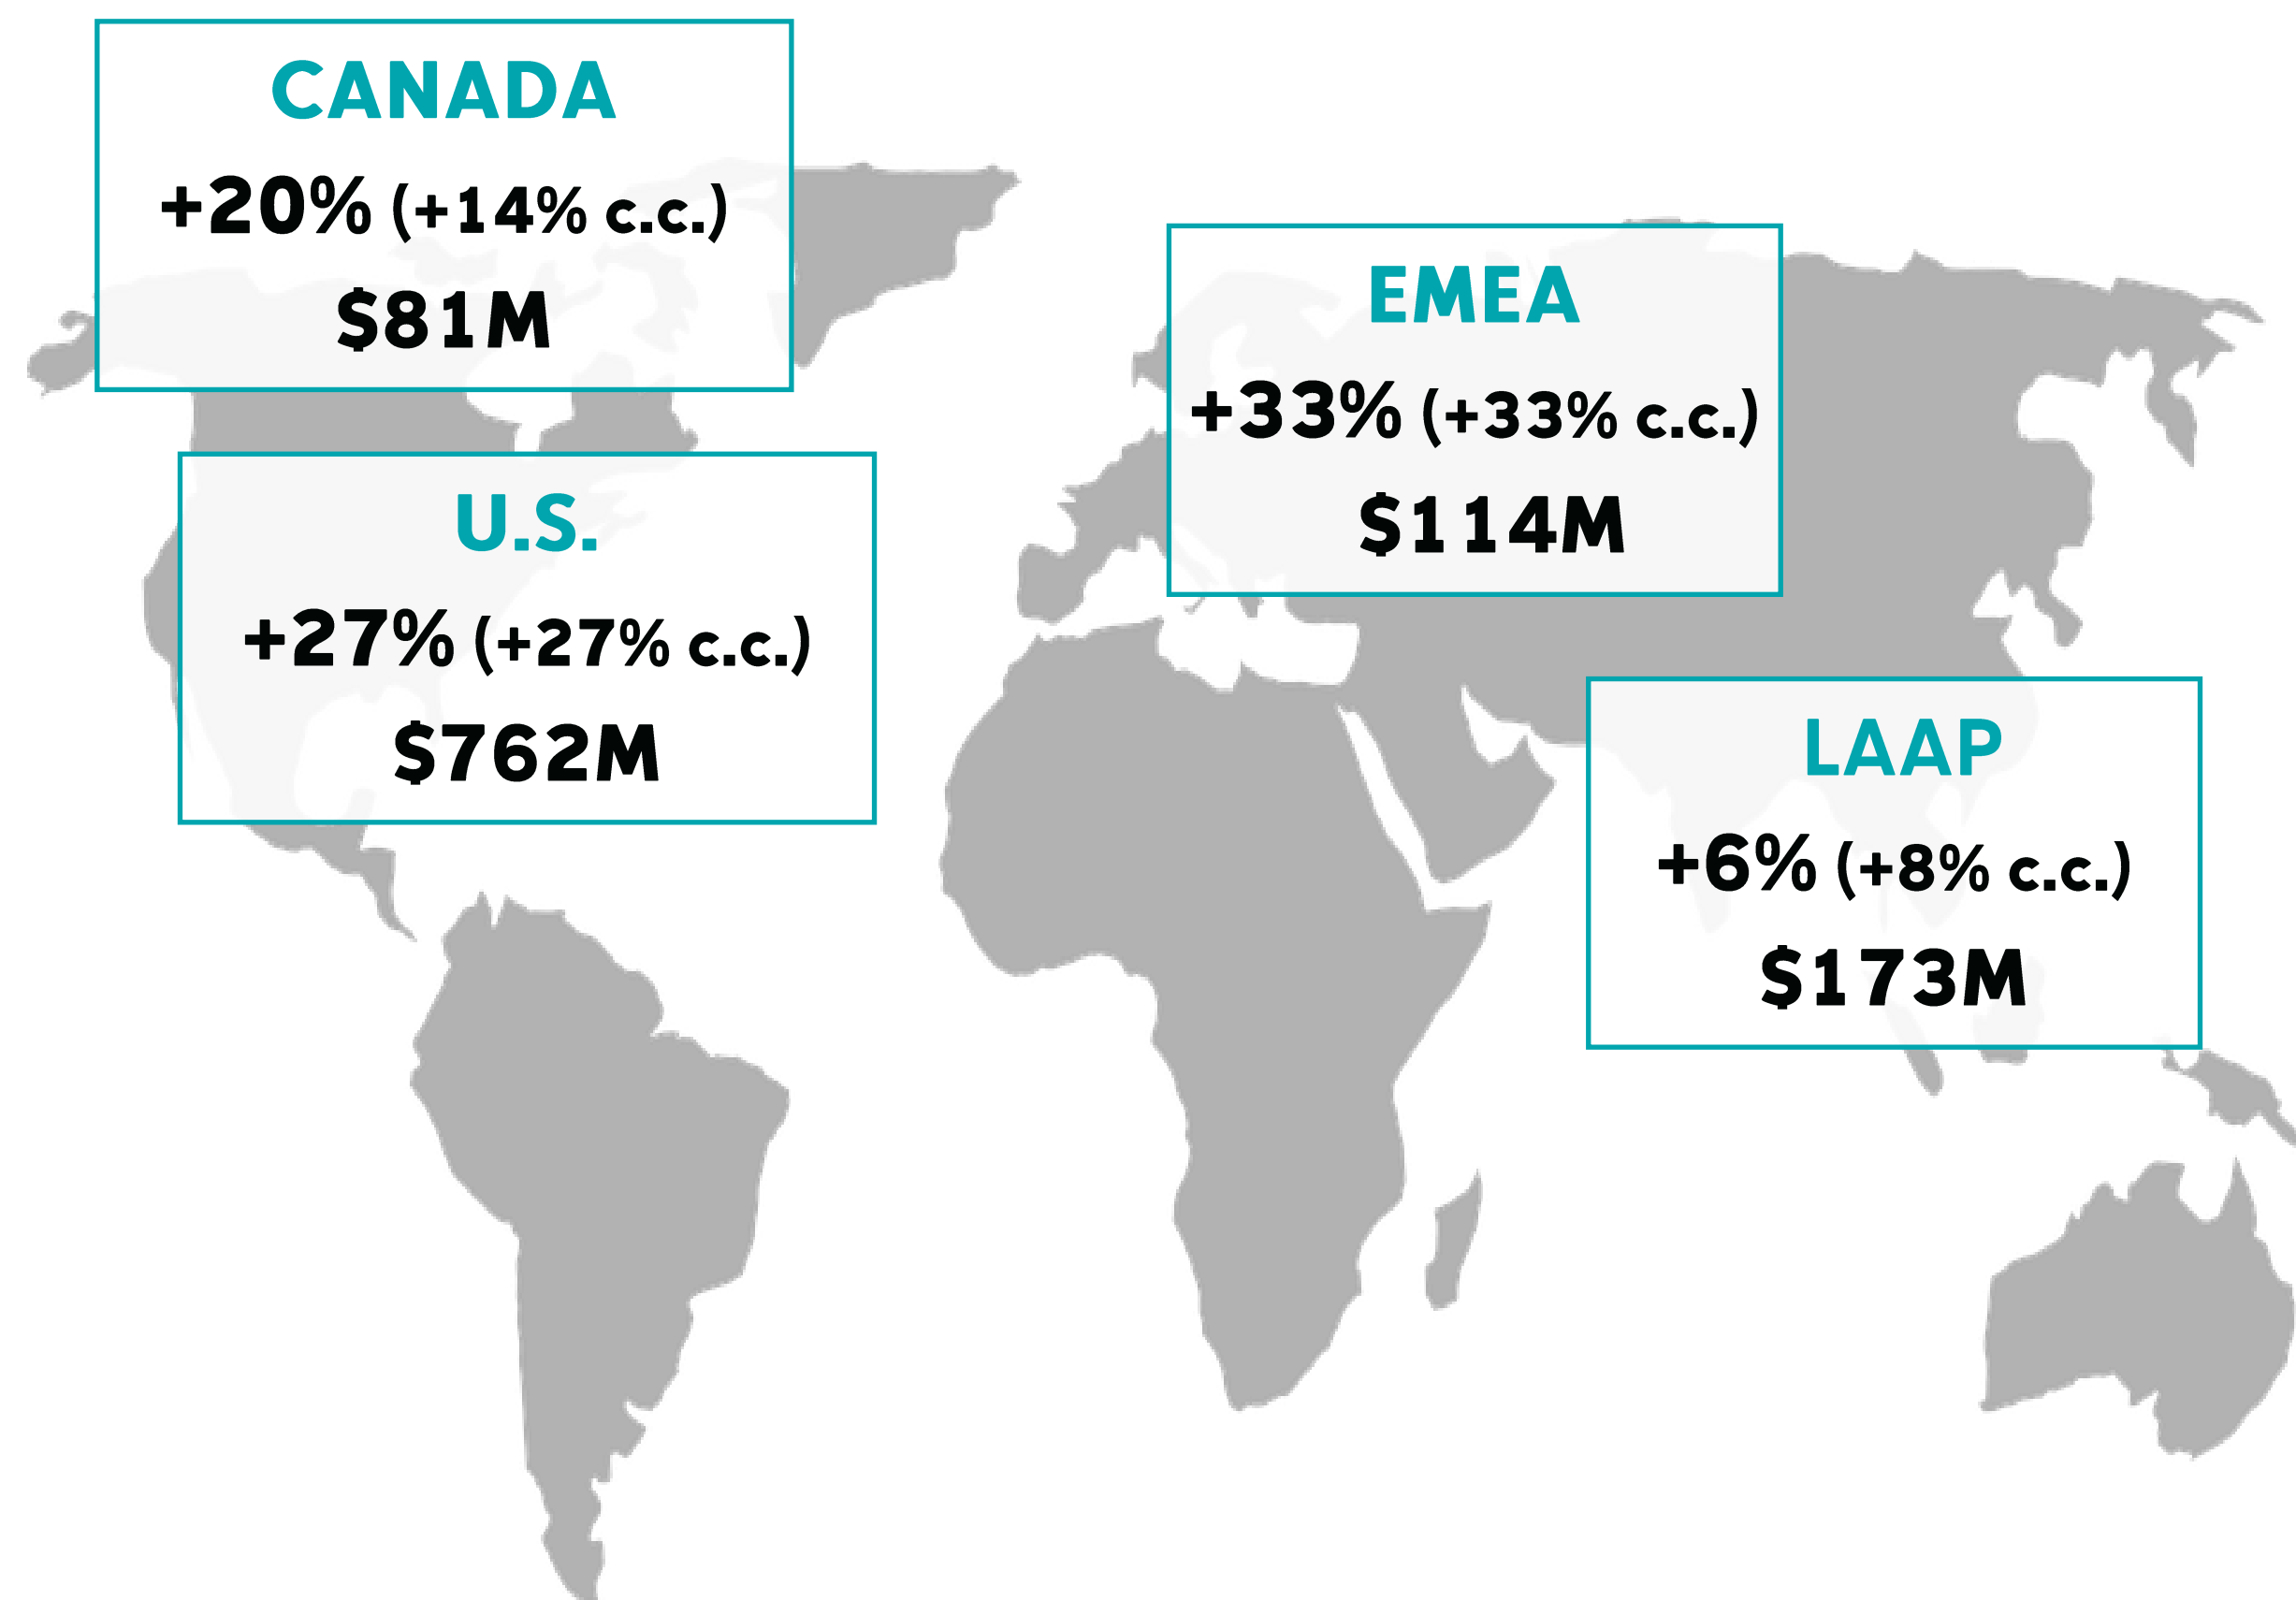 CANADA
+20% (+14% c.c.)
$81M
U.S.
+27% (+27% c.c.)
$762M
EMEA
+33% (+33% c.c.)
$114M
LAAP
+6% (+8% c.c.)
$173M